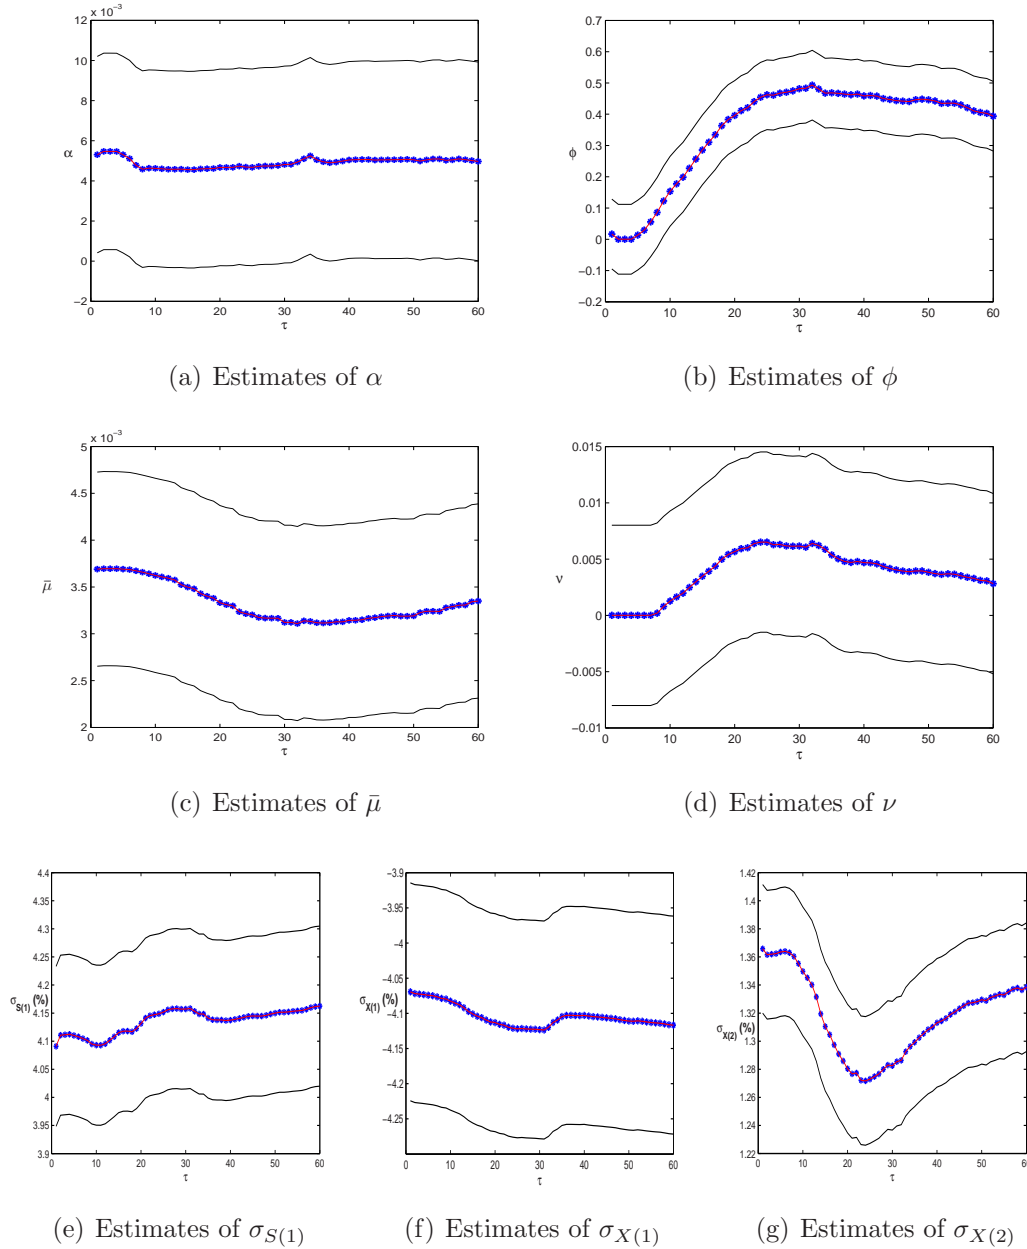 x 10⁻³
12
10
8
6
4
2
0
−2
α
0 10 20 30 40 50 60
τ
(a) Estimates of α
0.7
0.6
0.5
0.4
0.3
0.2
0.1
0
−0.1
−0.2
ϕ
0 10 20 30 40 50 60
τ
(b) Estimates of ϕ
x 10⁻³
5
4.5
4
3.5
3
2.5
2
μ̄
0 10 20 30 40 50 60
τ
(c) Estimates of μ̄
0.015
0.01
0.005
0
−0.005
−0.01
ν
0 10 20 30 40 50 60
τ
(d) Estimates of ν
4.4
4.35
4.3
4.25
4.2
4.15
4.1
4.05
4
3.95
3.9
σ_S(1) (%)
0 10 20 30 40 50 60
τ
(e) Estimates of σ_S(1)
−3.9
−3.95
−4
−4.05
−4.1
−4.15
−4.2
−4.25
σ_X(1) (%)
0 10 20 30 40 50 60
τ
(f) Estimates of σ_X(1)
1.42
1.4
1.38
1.36
1.34
1.32
1.3
1.28
1.26
1.24
1.22
σ_X(2) (%)
0 10 20 30 40 50 60
τ
(g) Estimates of σ_X(2)